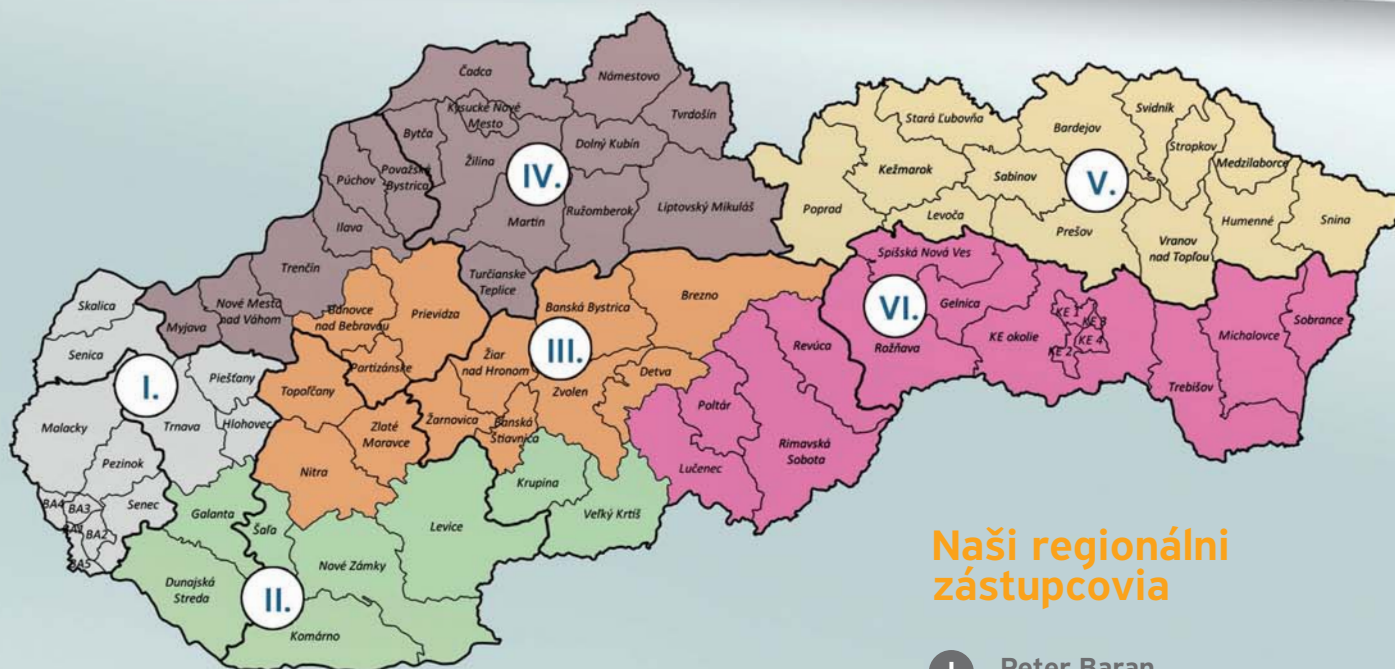 Čadca
Námestovo
Kysucké Nové
Mesto
Tvrdošín
Bytča
Dolný Kubín
Žilina
Považská
Bystrica
Púchov
IV.
Martin
Ružomberok
Liptovský Mikuláš
Ilava
Trenčín
Turčianske
Teplice
Nové Mesto
nad Váhom
Myjava
Svidník
Stará Ľubovňa
Bardejov
Stropkov
Medzilaborce
Kežmarok
Sabinov
V.
Poprad
Levoča
Prešov
Humenné
Snina
Vranov
nad Topľou
Skalica
Senica
I.
Piešťany
Malacky
Trnava
Hlohovec
Pezinok
Senec
BA4
BA3
BA2
BA5
Bánovce
nad Bebravou
Prievidza
Banská Bystrica
Brezno
Partizánske
Žiar
nad Hronom
III.
Detva
Topoľčany
Zvolen
Žarnovica
Banská
Štiavnica
Zlaté
Moravce
Nitra
Spišská Nová Ves
VI.
Gelnica
Rožňava
KE okolie
KE 1
KE 3
KE 4
KE 2
Michalovce
Sobrance
Trebišov
Revúca
Poltár
Rimavská
Sobota
Lučenec
Krupina
Veľký Krtíš
Levice
Galanta
Šaľa
Nové Zámky
Dunajská
Streda
II.
Komárno
Naši regionálni
zástupcovia
I Peter Baran